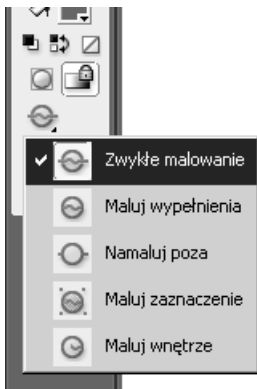 Zwykłe malowanie
Maluj wypełnienia
Namaluj poza
Maluj zaznaczenie
Maluj wnętrze